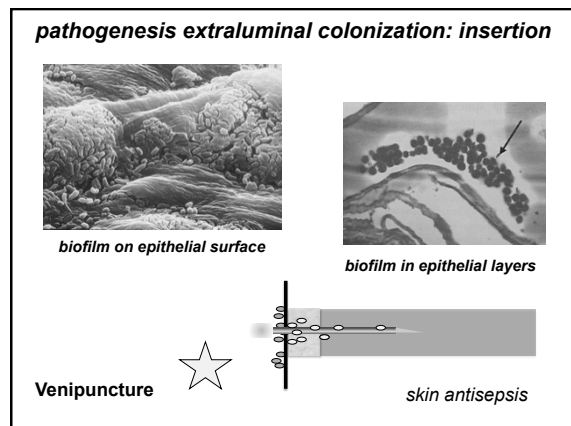 pathogenesis extraluminal colonization: insertion
biofilm on epithelial surface
biofilm in epithelial layers
Venipuncture
skin antisepsis